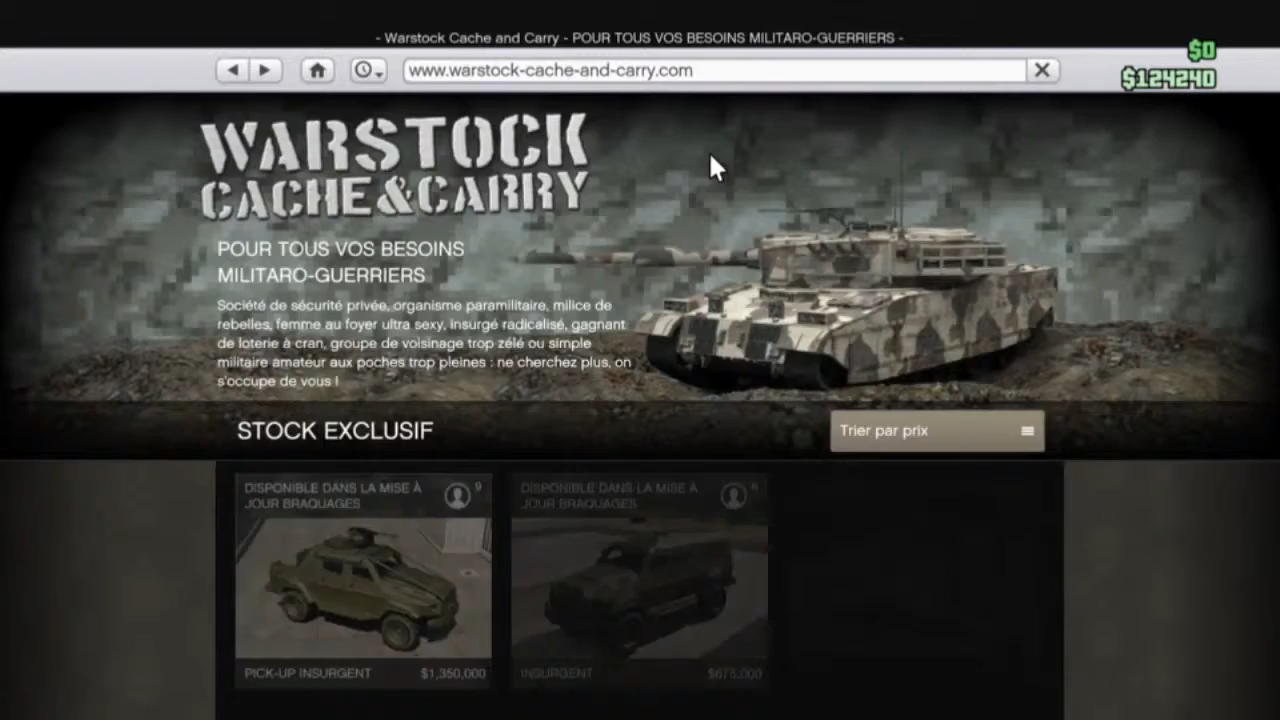 - Warstock Cache and Carry - POUR TOUS VOS BESOINS MILITARO-GUERRIERS -
$0
www.warstock-cache-and-carry.com
$124240
WARSTOCK
CACHE&CARRY
POUR TOUS VOS BESOINS
MILITARO-GUERRIERS
Société de sécurité privée, organisme paramilitaire, milice de
rebelles, femme au foyer ultra sexy, insurgé radicalisé, gagnant
de loterie à cran, groupe de voisinage trop zélé ou simple
militaire amateur aux poches trop pleines : ne cherchez plus, on
s'occupe de vous !
STOCK EXCLUSIF
Trier par prix
DISPONIBLE DANS LA MISE À
JOUR BRAQUAGES
9
DISPONIBLE DANS LA MISE À
JOUR BRAQUAGES
PICK-UP INSURGENT
$1,350,000
INSURGENT
$675,000